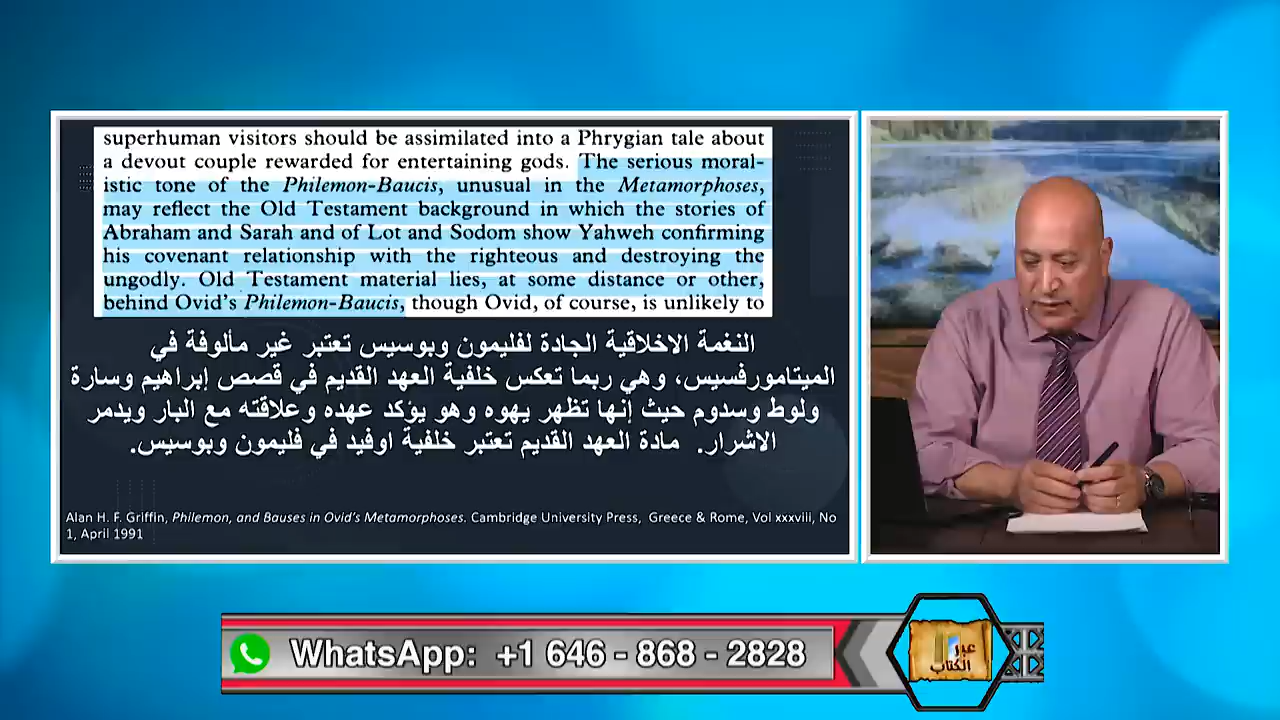 superhuman visitors should be assimilated into a Phrygian tale about
a devout couple rewarded for entertaining gods. The serious moral-
istic tone of the Philemon-Baucis, unusual in the Metamorphoses,
may reflect the Old Testament background in which the stories of
Abraham and Sarah and of Lot and Sodom show Yahweh confirming
his covenant relationship with the righteous and destroying the
ungodly. Old Testament material lies, at some distance or other,
behind Ovid's Philemon-Baucis, though Ovid, of course, is unlikely to
النغمة الاخلاقية الجادة لفليمون وبوسيس تعتبر غير مألوفة في
الميتامورفسيس، وهي ربما تعكس خلفية العهد القديم في قصص إبراهيم وسارة
ولوط وسدوم حيث إنها تظهر يهوه وهو يؤكد عهده وعلاقته مع البار ويدمر
الاشرار. مادة العهد القديم تعتبر خلفية اوفيد في فليمون وبوسيس.
Alan H. F. Griffin, Philemon, and Bauses in Ovid's Metamorphoses. Cambridge University Press, Greece & Rome, Vol xxxviii, No
1, April 1991
WhatsApp: +1 646 - 868 - 2828
عبر
الكتاب